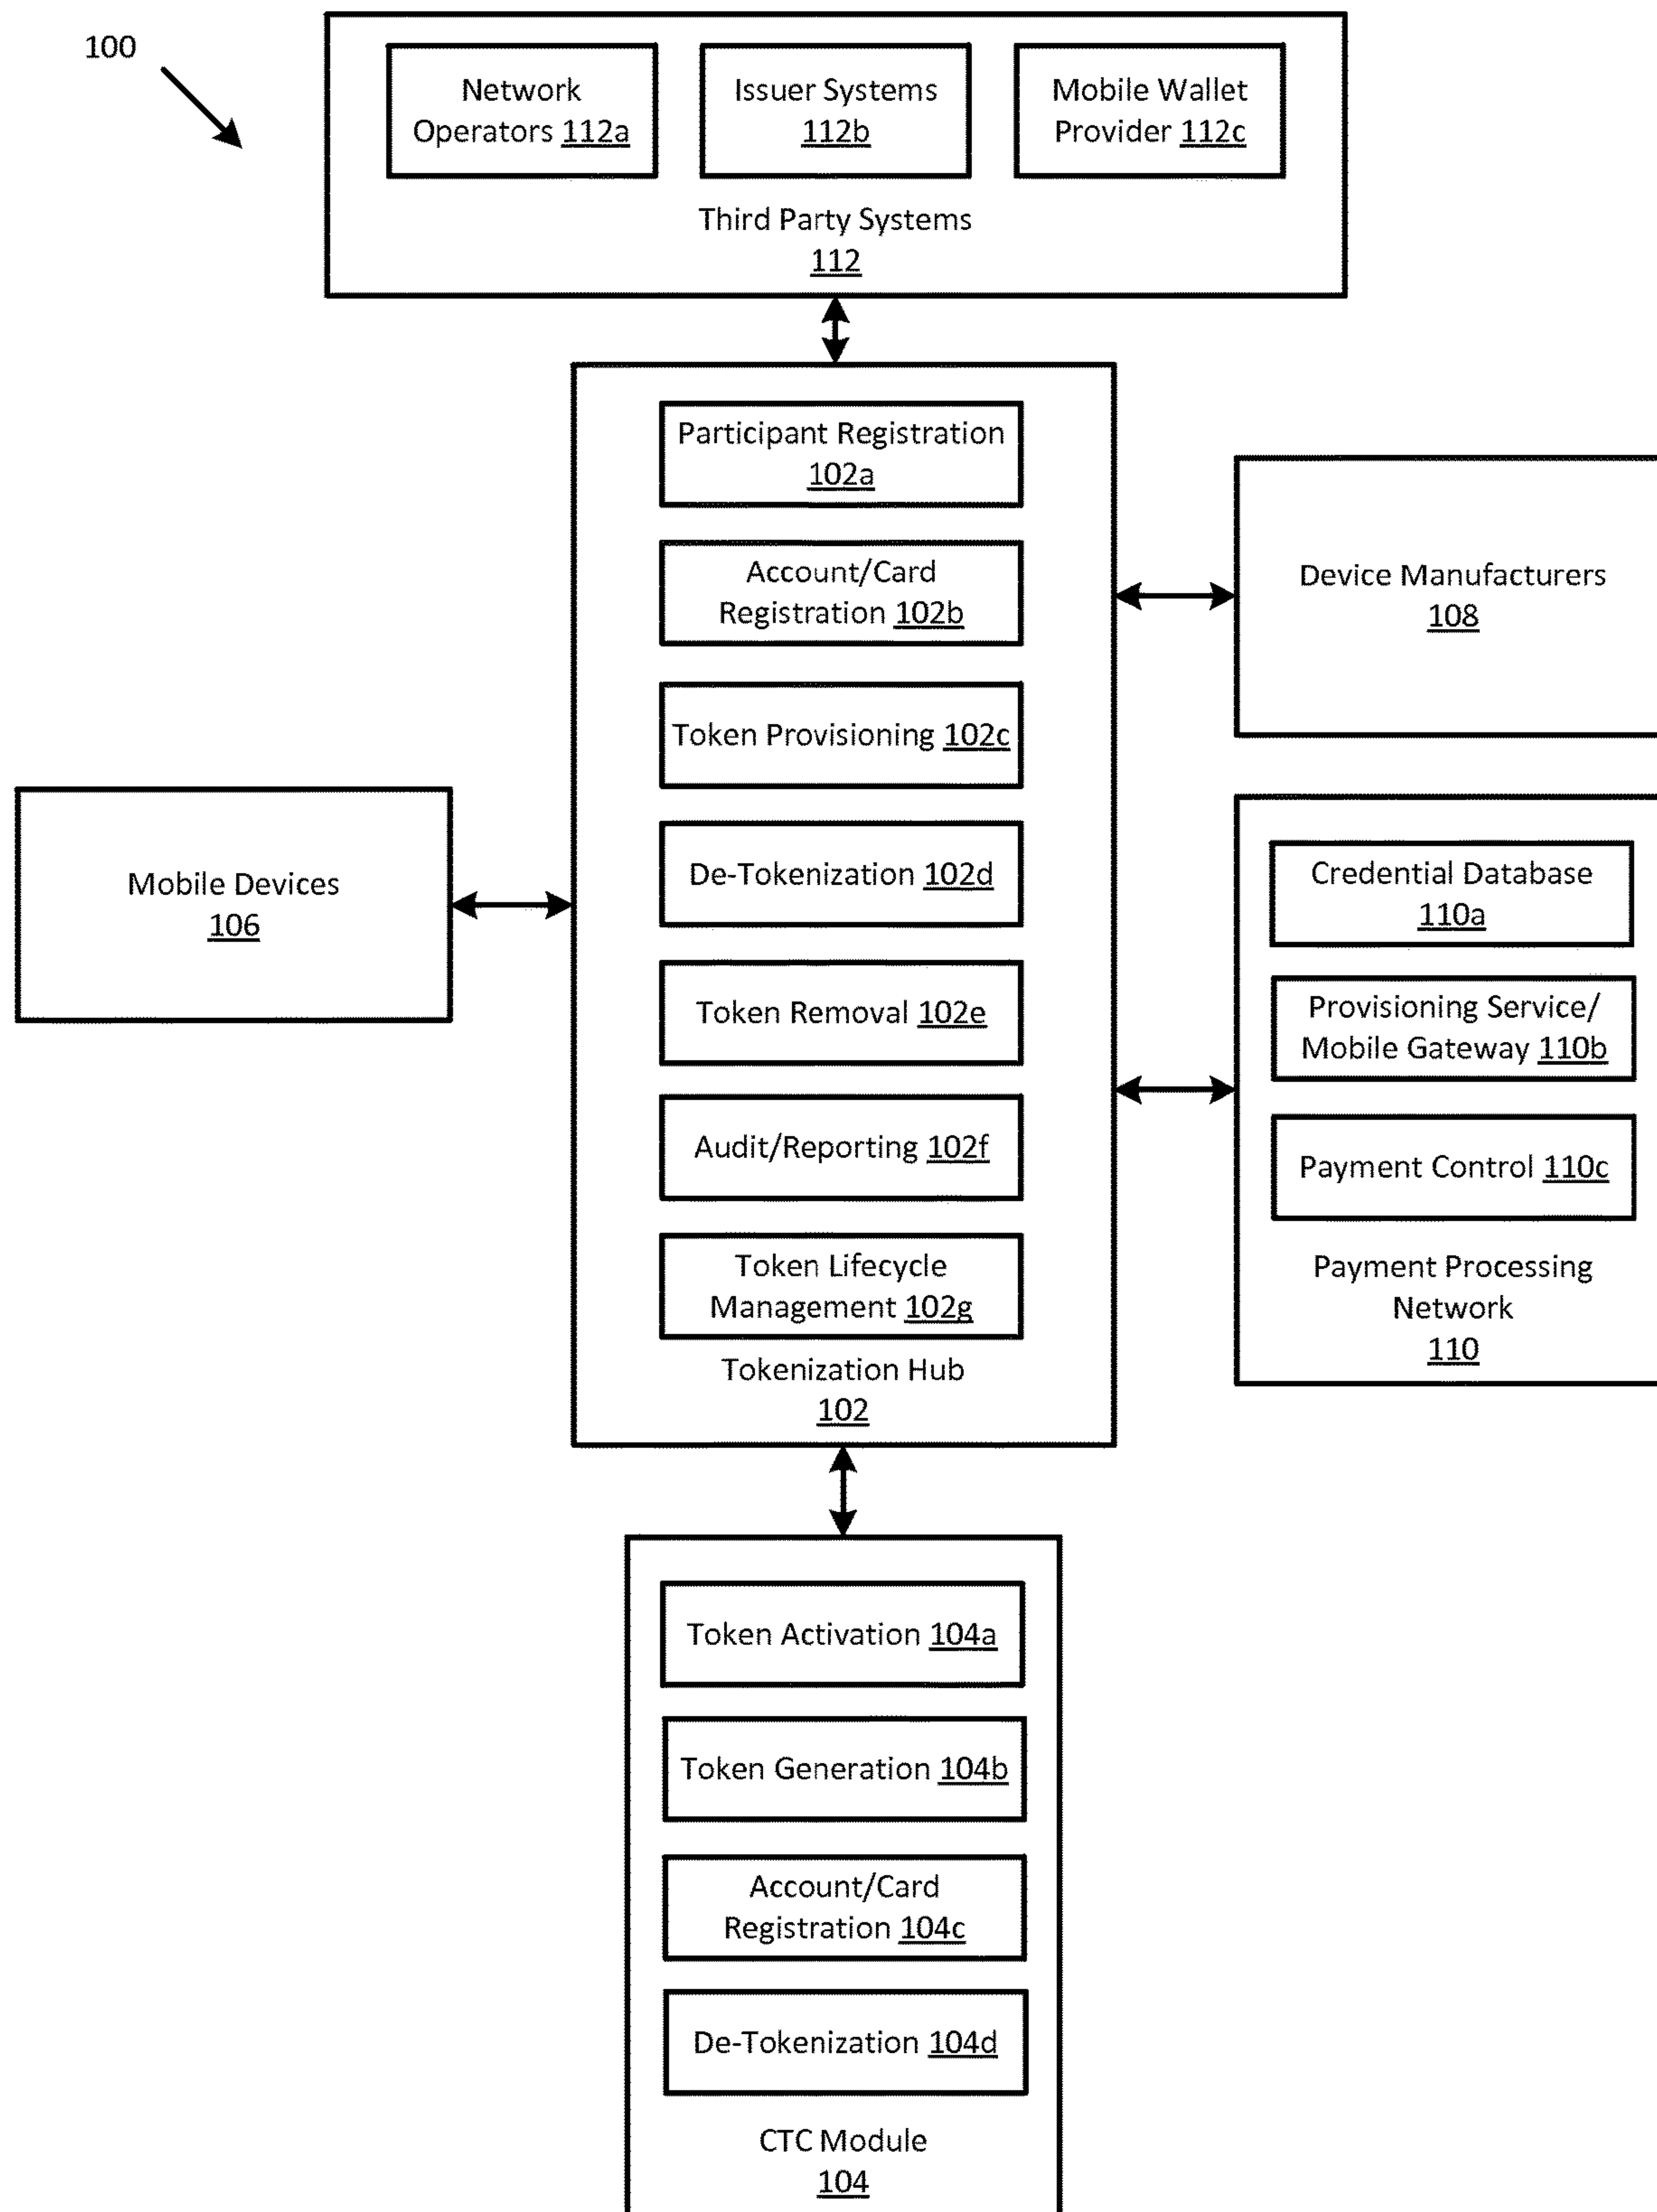 100
Network
Operators 112a
Issuer Systems
112b
Mobile Wallet
Provider 112c
Third Party Systems
112
Participant Registration
102a
Account/Card
Registration 102b
Token Provisioning 102c
De-Tokenization 102d
Token Removal 102e
Audit/Reporting 102f
Token Lifecycle
Management 102g
Tokenization Hub
102
Device Manufacturers
108
Mobile Devices
106
Credential Database
110a
Provisioning Service/
Mobile Gateway 110b
Payment Control 110c
Payment Processing
Network
110
Token Activation 104a
Token Generation 104b
Account/Card
Registration 104c
De-Tokenization 104d
CTC Module
104